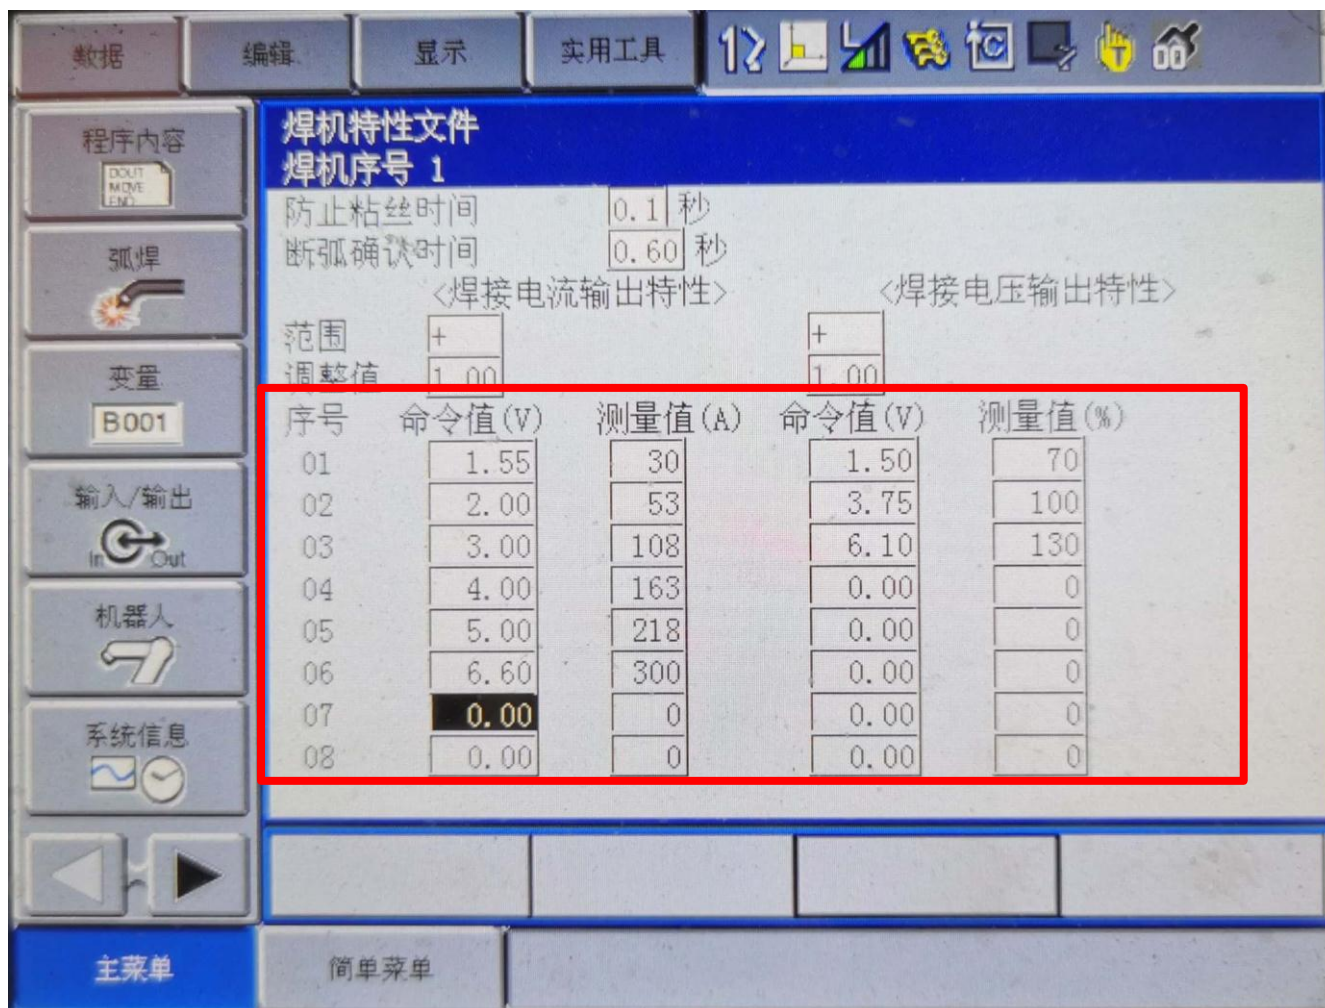 数据 编辑 显示 实用工具
程序内容
DOUT
MOVE
END
弧焊
变量
B001
输入/输出
In Out
机器人
系统信息
焊机特性文件
焊机序号 1
防止粘丝时间 0.1 秒
断弧确认时间 0.60 秒
<焊接电流输出特性> <焊接电压输出特性>
范围 + +
调整值 1.00 1.00
序号 命令值(V) 测量值(A) 命令值(V) 测量值(%)
01 1.55 30 1.50 70
02 2.00 53 3.75 100
03 3.00 108 6.10 130
04 4.00 163 0.00 0
05 5.00 218 0.00 0
06 6.60 300 0.00 0
07 0.00 0 0.00 0
08 0.00 0 0.00 0
主菜单 简单菜单